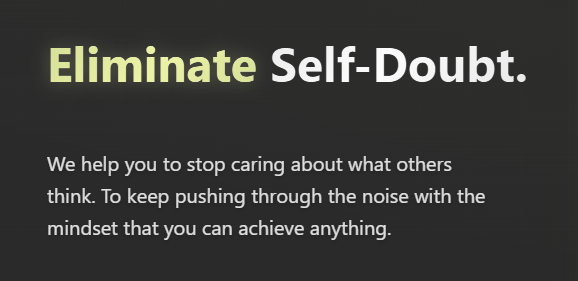 Eliminate Self-Doubt.
We help you to stop caring about what others
think. To keep pushing through the noise with the
mindset that you can achieve anything.